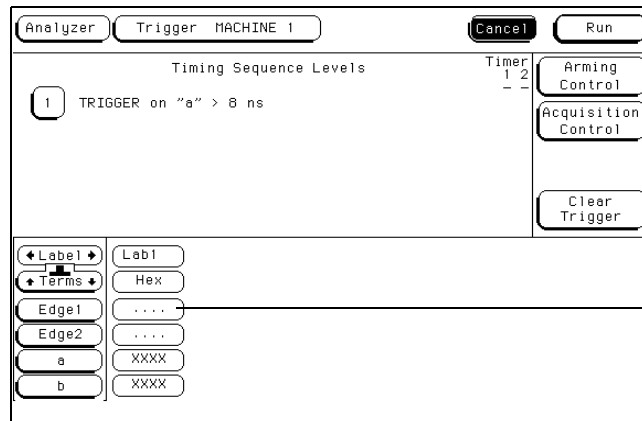 Analyzer Trigger MACHINE 1 Cancel Run
Timing Sequence Levels
Timer
1 2
- -
1 TRIGGER on "a" > 8 ns
Arming
Control
Acquisition
Control
Clear
Trigger
Label Lab1
Terms Hex
Edge1 ....
Edge2 ....
a XXXX
b XXXX